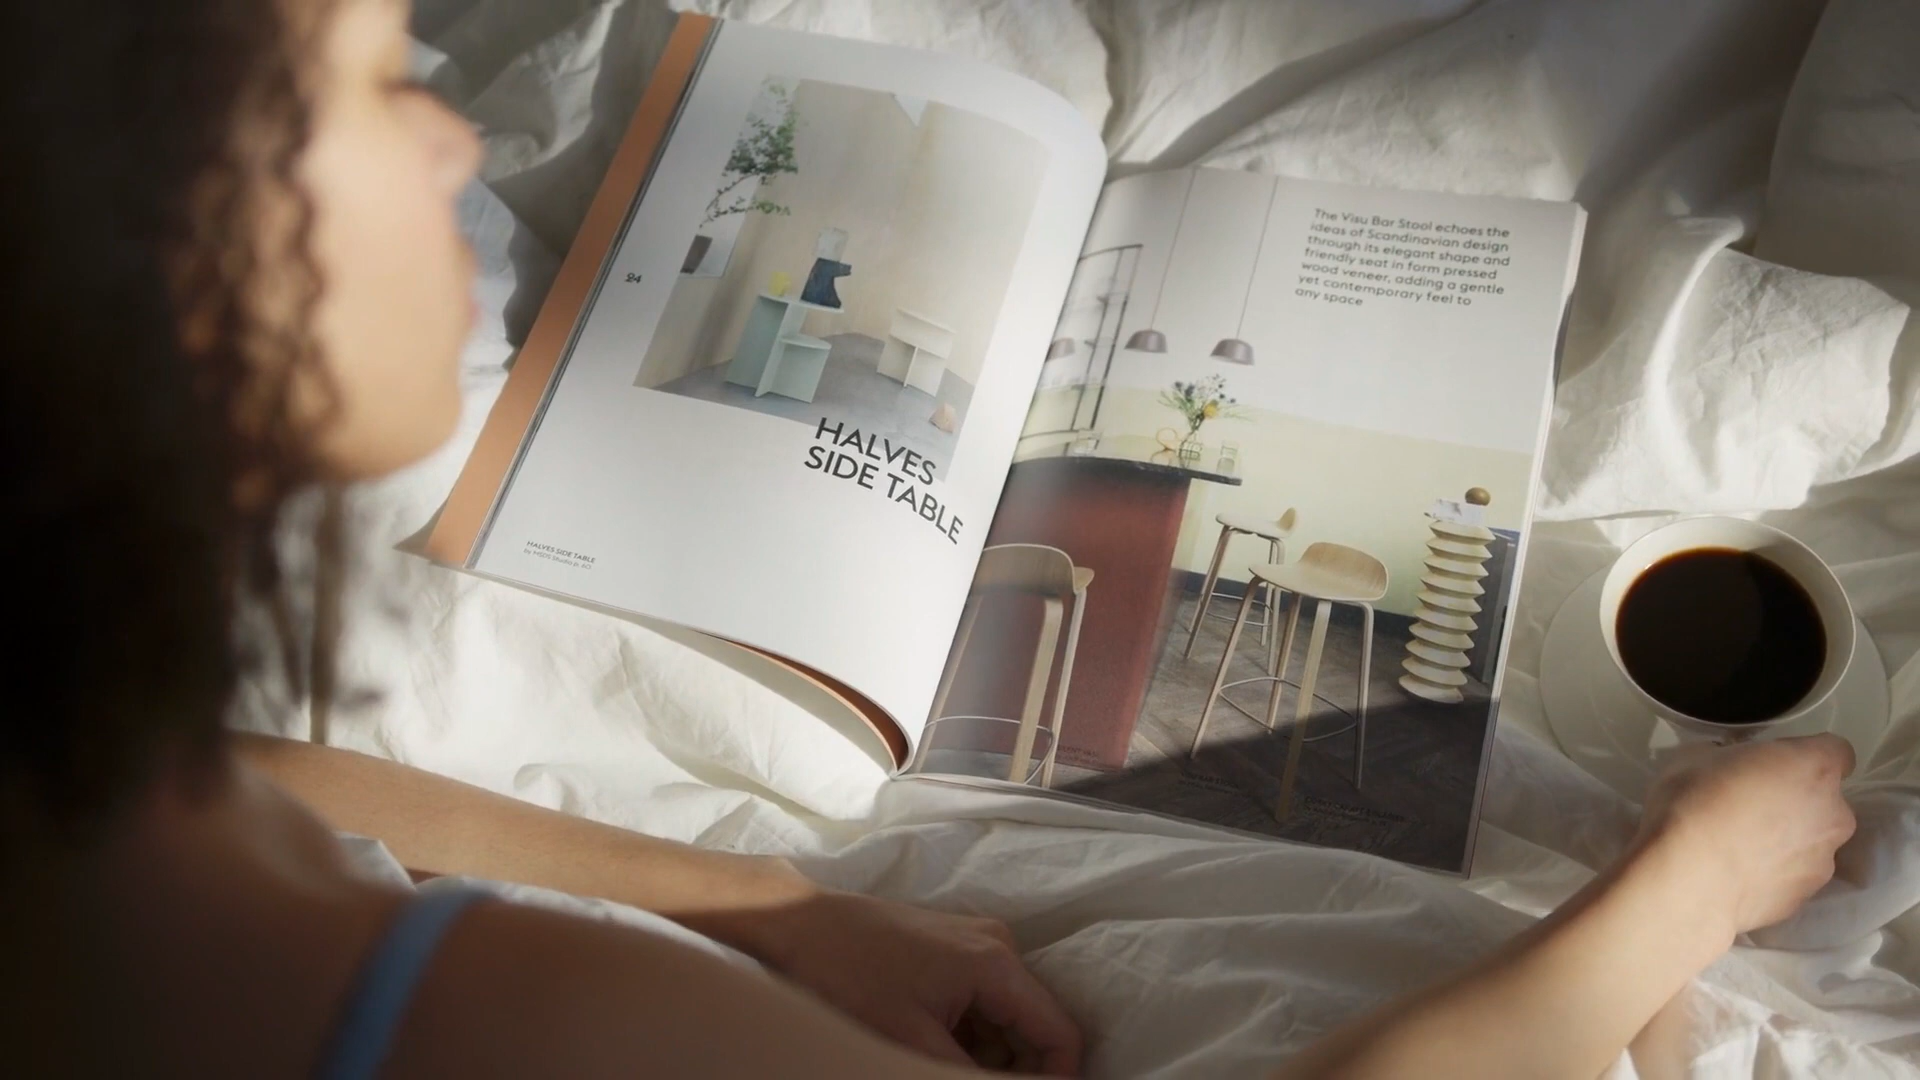 24
HALVES
SIDE TABLE
HALVES SIDE TABLE
The Visu Bar Stool echoes the
ideas of Scandinavian design
through its elegant shape and
friendly seat in form pressed
wood veneer, adding a gentle
yet contemporary feel to
any space